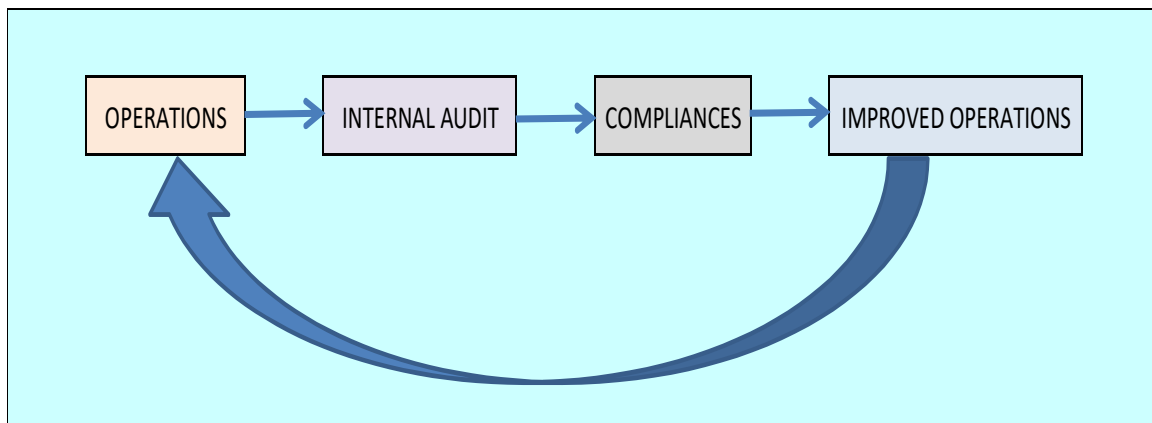 OPERATIONS
INTERNAL AUDIT
COMPLIANCES
IMPROVED OPERATIONS